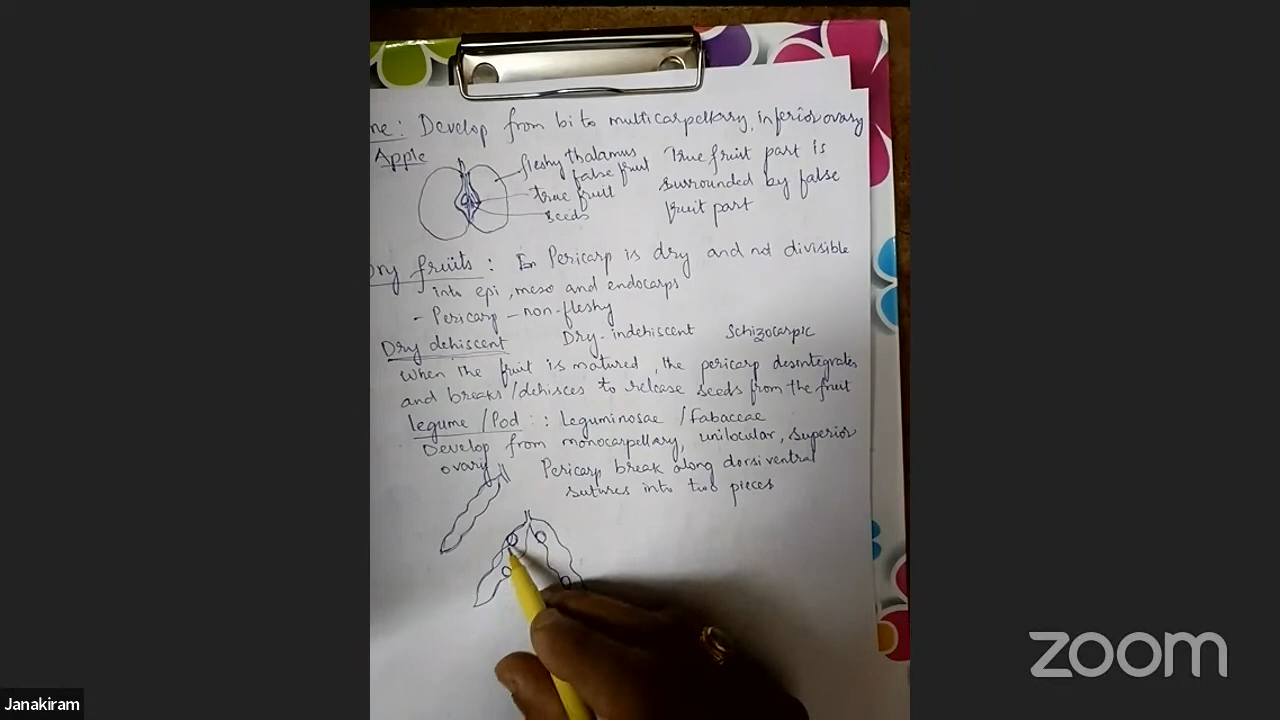 me: Develop from bi to multicarpellary, inferior ovary
Apple
fleshy thalamus
false fruit
true fruit
seeds
True fruit part is
surrounded by false
fruit part
Dry fruits: Pericarp is dry and not divisible
into epi, meso and endocarps
- Pericarp - non-fleshy
Dry dehiscent Dry-indehiscent Schizocarpic
When the fruit is matured, the pericarp desintegrates
and breaks/dehisces to release seeds from the fruit
Legume/Pod: : Leguminosae/Fabaceae
Develop from monocarpellary, unilocular, superior
ovary
Pericarp break along dorsiventral
sutures into two pieces
zoom
Janakiram